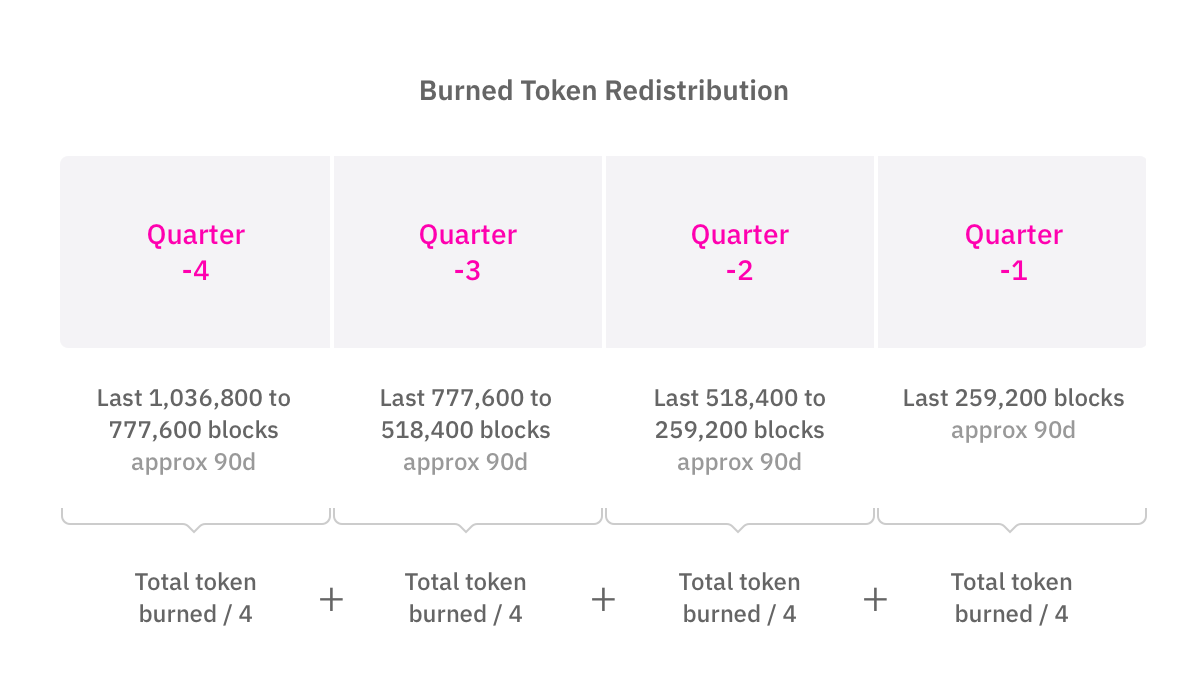 Burned Token Redistribution
Quarter
-4
Quarter
-3
Quarter
-2
Quarter
-1
Last 1,036,800 to
777,600 blocks
approx 90d
Last 777,600 to
518,400 blocks
approx 90d
Last 518,400 to
259,200 blocks
approx 90d
Last 259,200 blocks
approx 90d
Total token
burned / 4
+
Total token
burned / 4
+
Total token
burned / 4
+
Total token
burned / 4